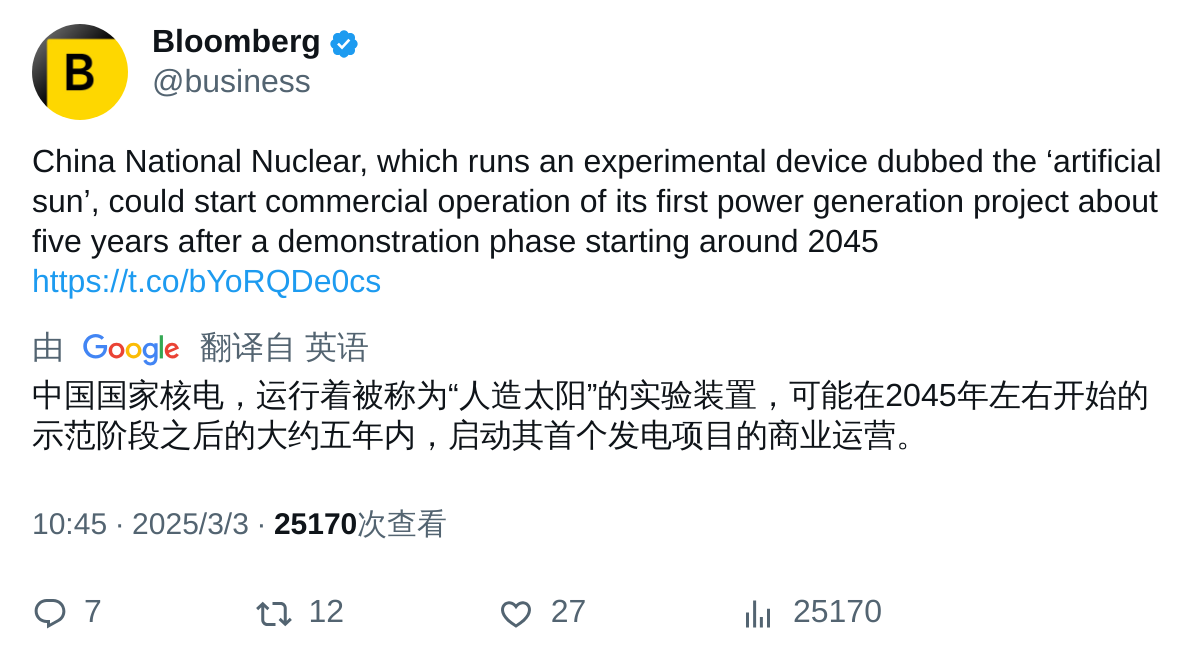 B
Bloomberg
@business
China National Nuclear, which runs an experimental device dubbed the ‘artificial
sun’, could start commercial operation of its first power generation project about
five years after a demonstration phase starting around 2045
https://t.co/bYoRQDe0cs
由 Google 翻译自 英语
中国国家核电，运行着被称为“人造太阳”的实验装置，可能在2045年左右开始的
示范阶段之后的大约五年内，启动其首个发电项目的商业运营。
10:45 · 2025/3/3 · 25170次查看
7 12 27 25170